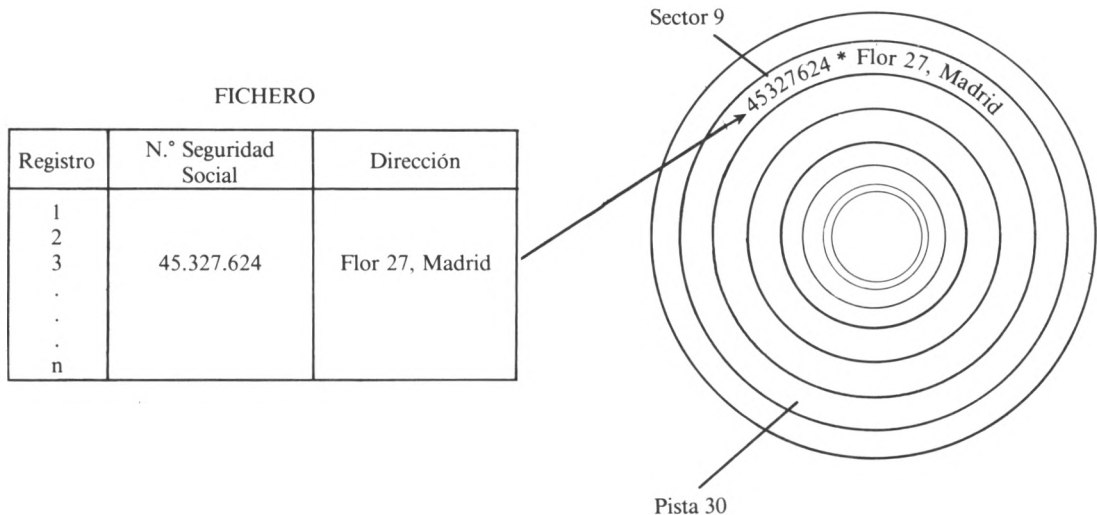 Sector 9
45327624 * Flor 27, Madrid
FICHERO
Registro
N.° Seguridad
Social
Dirección
1
2
3 45.327.624 Flor 27, Madrid
.
.
.
n
Pista 30